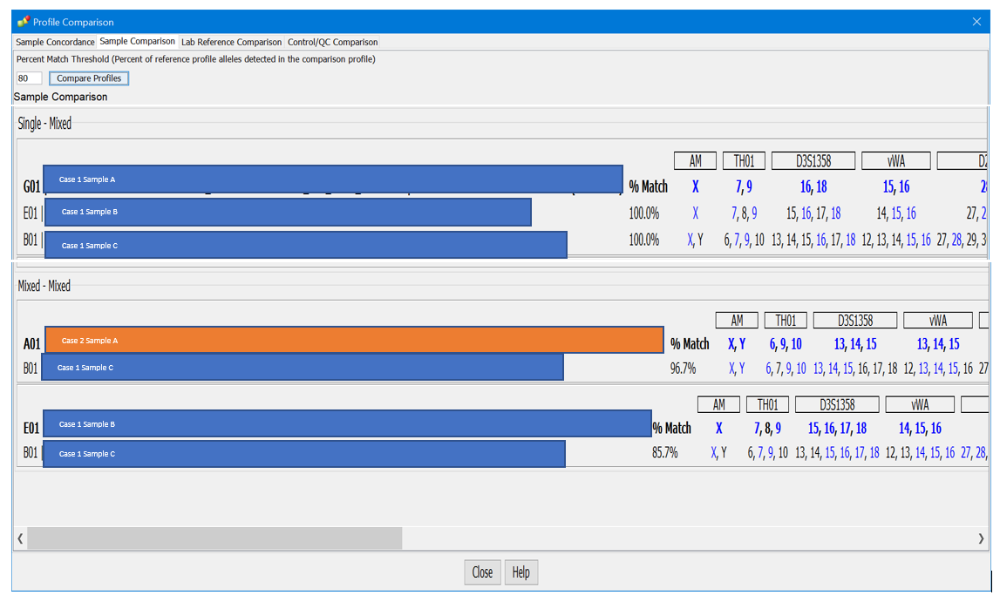 Profile Comparison
Sample Concordance Sample Comparison Lab Reference Comparison Control/QC Comparison
Percent Match Threshold (Percent of reference profile alleles detected in the comparison profile)
80 Compare Profiles
Sample Comparison
Single - Mixed
AM TH01 D3S1358 vWA
G01 Case 1 Sample A % Match X 7, 9 16, 18 15, 16
E01 | Case 1 Sample B 100.0% X 7, 8, 9 15, 16, 17, 18 14, 15, 16 27,
B01 | Case 1 Sample C 100.0% X, Y 6, 7, 9, 10 13, 14, 15, 16, 17, 18 12, 13, 14, 15, 16 27, 28, 29,
Mixed - Mixed
AM TH01 D3S1358 vWA
A01 Case 2 Sample A % Match X, Y 6, 9, 10 13, 14, 15 13, 14, 15
B01 Case 1 Sample C 96.7% X, Y 6, 7, 9, 10 13, 14, 15, 16, 17, 18 12, 13, 14, 15, 16 27
AM TH01 D3S1358 vWA
E01 Case 1 Sample B % Match X 7, 8, 9 15, 16, 17, 18 14, 15, 16
B01 Case 1 Sample C 85.7% X, Y 6, 7, 9, 10 13, 14, 15, 16, 17, 18 12, 13, 14, 15, 16 27, 28,
Close Help